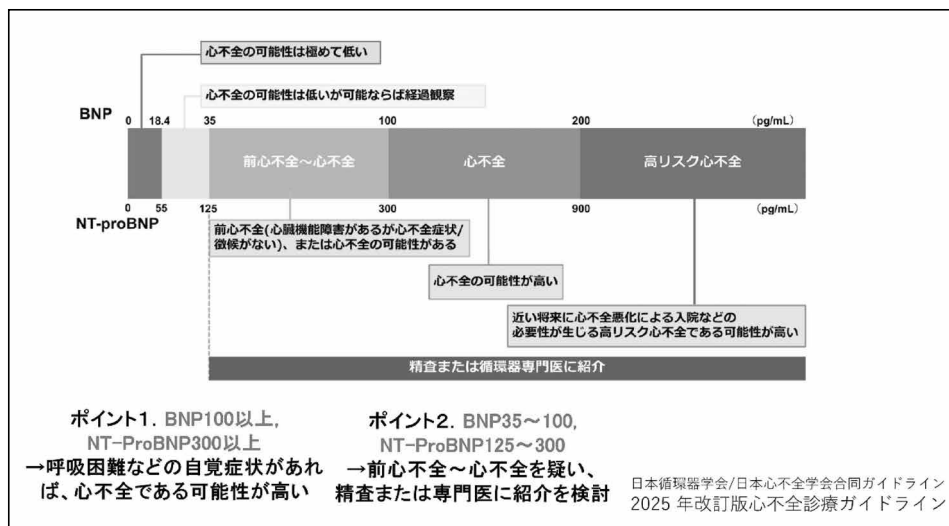 心不全の可能性は極めて低い
心不全の可能性は低いが可能ならば経過観察
BNP
0 18.4 35 100 200 (pg/mL)
前心不全～心不全 心不全 高リスク心不全
0 55 125 300 900 (pg/mL)
NT-proBNP
前心不全(心臓機能障害があるが心不全症状/
徴候がない)、または心不全の可能性がある
心不全の可能性が高い
近い将来に心不全悪化による入院などの
必要性が生じる高リスク心不全である可能性が高い
精査または循環器専門医に紹介
ポイント1. BNP100以上,
NT-ProBNP300以上
→呼吸困難などの自覚症状があれ
ば、心不全である可能性が高い
ポイント2. BNP35～100,
NT-ProBNP125～300
→前心不全～心不全を疑い、
精査または専門医に紹介を検討
日本循環器学会/日本心不全学会合同ガイドライン
2025 年改訂版心不全診療ガイドライン